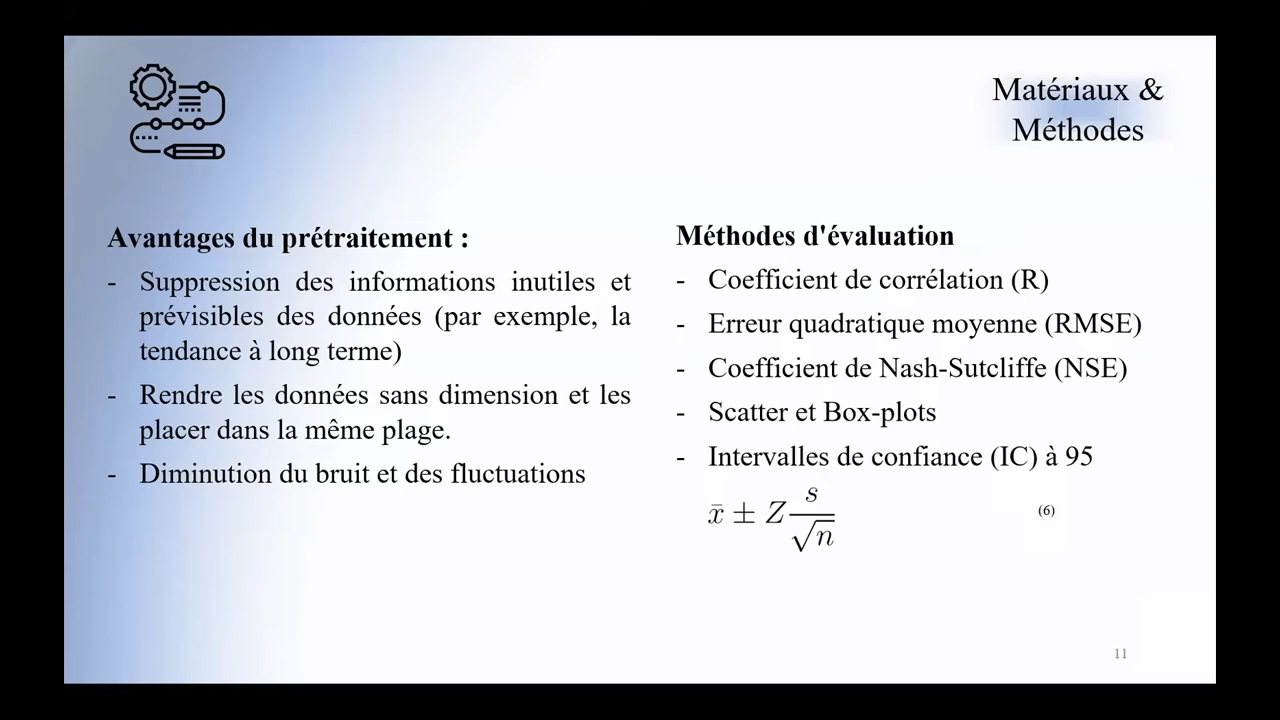 Matériaux &
Méthodes
Avantages du prétraitement :
- Suppression des informations inutiles et
prévisibles des données (par exemple, la
tendance à long terme)
- Rendre les données sans dimension et les
placer dans la même plage.
- Diminution du bruit et des fluctuations
Méthodes d'évaluation
- Coefficient de corrélation (R)
- Erreur quadratique moyenne (RMSE)
- Coefficient de Nash-Sutcliffe (NSE)
- Scatter et Box-plots
- Intervalles de confiance (IC) à 95
x̄ ± Z s/√n (6)
11